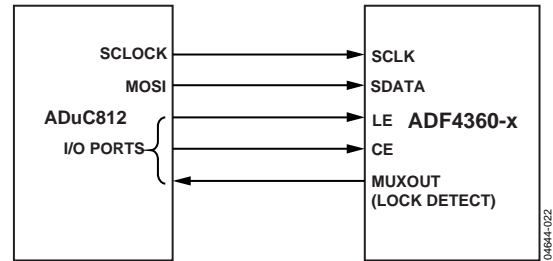 SCLOCK
SCLK
MOSI
SDATA
ADuC812
LE
ADF4360-x
I/O PORTS
CE
MUXOUT
(LOCK DETECT)
04644-022